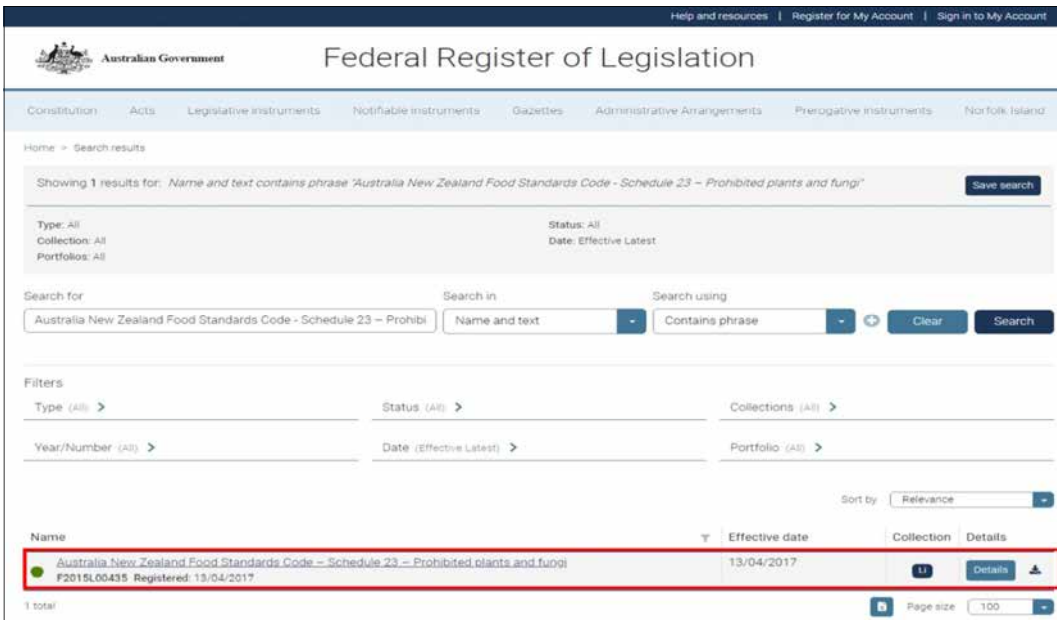 Help and resources | Register for My Account | Sign in to My Account
Australian Government
Federal Register of Legislation
Constitution Acts Legislative instruments Notifiable instruments Gazettes Administrative Arrangements Prerogative instruments Norfolk Island
Home > Search results
Showing 1 results for: Name and text contains phrase "Australia New Zealand Food Standards Code - Schedule 23 – Prohibited plants and fungi"
Save search
Type: All
Status: All
Collection: All
Date: Effective Latest
Portfolios: All
Search for
Search in
Search using
Australia New Zealand Food Standards Code - Schedule 23 – Prohibi
Name and text
Contains phrase
Clear
Search
Filters
Type (All) >
Status (All) >
Collections (All) >
Year/Number (All) >
Date (Effective Latest) >
Portfolio (All) >
Sort by Relevance
Name
Effective date
Collection
Details
Australia New Zealand Food Standards Code – Schedule 23 – Prohibited plants and fungi
13/04/2017
LI
Details
F2015L00435 Registered: 13/04/2017
1 total
Page size 100